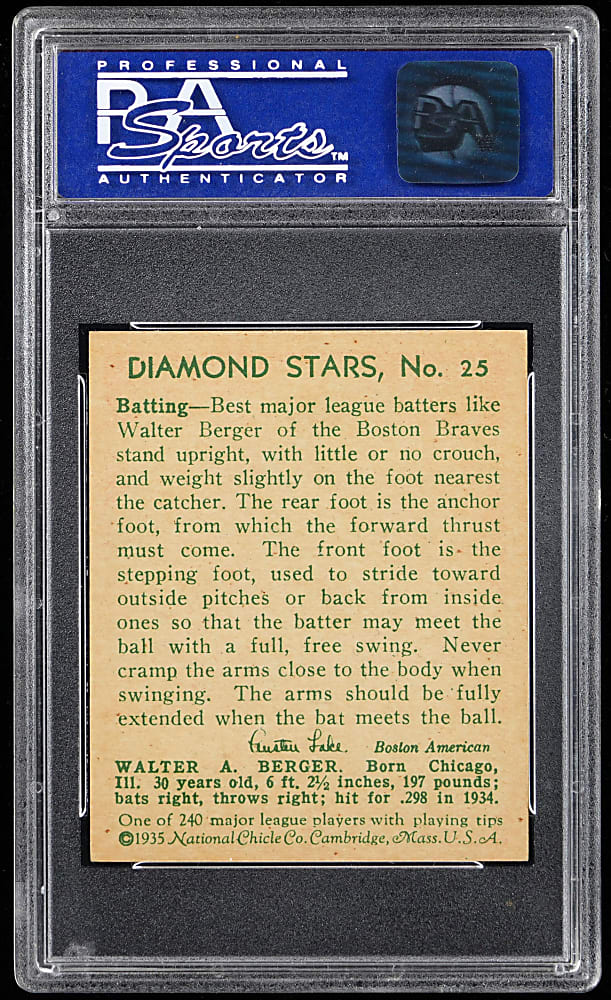 PROFESSIONAL
PSA
Sports™
AUTHENTICATOR
PSA
DIAMOND STARS, No. 25
Batting—Best major league batters like
Walter Berger of the Boston Braves
stand upright, with little or no crouch,
and weight slightly on the foot nearest
the catcher. The rear foot is the anchor
foot, from which the forward thrust
must come. The front foot is the
stepping foot, used to stride toward
outside pitches or back from inside
ones so that the batter may meet the
ball with a full, free swing. Never
cramp the arms close to the body when
swinging. The arms should be fully
extended when the bat meets the ball.
Austen Lake. Boston American
WALTER A. BERGER. Born Chicago,
Ill. 30 years old, 6 ft. 2½ inches, 197 pounds;
bats right, throws right; hit for .298 in 1934.
One of 240 major league players with playing tips
©1935 National Chicle Co. Cambridge, Mass. U.S.A.